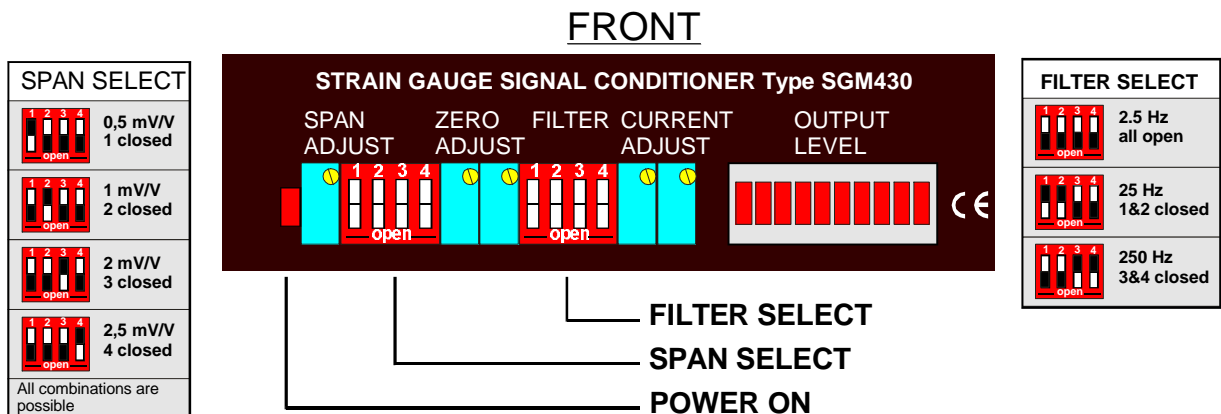 FRONT
SPAN SELECT
1 2 3 4
open
0,5 mV/V
1 closed
1 2 3 4
open
1 mV/V
2 closed
1 2 3 4
open
2 mV/V
3 closed
1 2 3 4
open
2,5 mV/V
4 closed
All combinations are
possible
STRAIN GAUGE SIGNAL CONDITIONER Type SGM430
SPAN
ADJUST
ZERO
ADJUST
FILTER
CURRENT
ADJUST
OUTPUT
LEVEL
1 2 3 4
open
1 2 3 4
open
CE
FILTER SELECT
SPAN SELECT
POWER ON
FILTER SELECT
1 2 3 4
open
2.5 Hz
all open
1 2 3 4
open
25 Hz
1&2 closed
1 2 3 4
open
250 Hz
3&4 closed